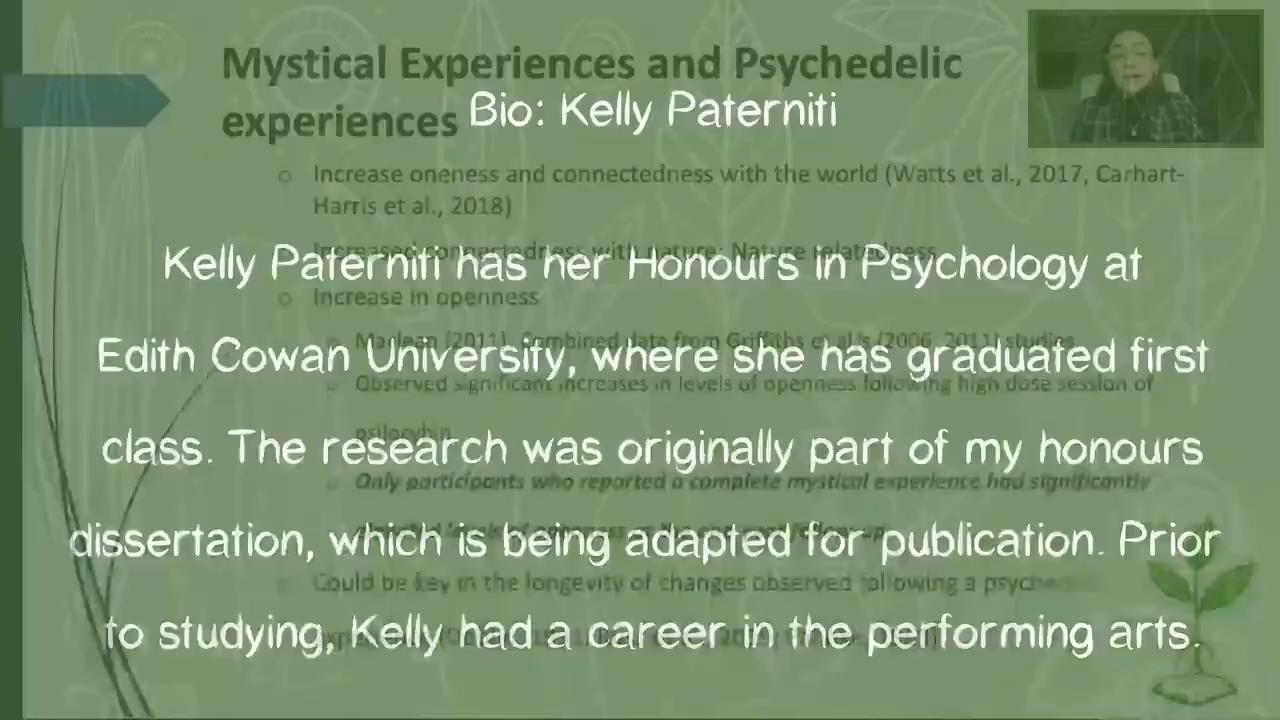 Mystical Experiences and Psychedelic
experiences
Bio: Kelly Paterniti
Increase oneness and connectedness with the world (Watts et al., 2017, Carhart-
Harris et al., 2018)
Increased connectedness with nature: Nature relatedness
Kelly Paterniti has her Honours in Psychology at
Increase in openness
(2011) Combined data from Griffiths et al's (2006, 2011) studies
Edith Cowan University, where she has graduated first
Observed significant increases in levels of openness following high dose session of
psilocybin
class. The research was originally part of my honours
Only participants who reported a complete mystical experience had significantly
dissertation, which is being adapted for publication. Prior
Could be key in the longevity of changes observed following a
to studying, Kelly had a career in the performing arts.